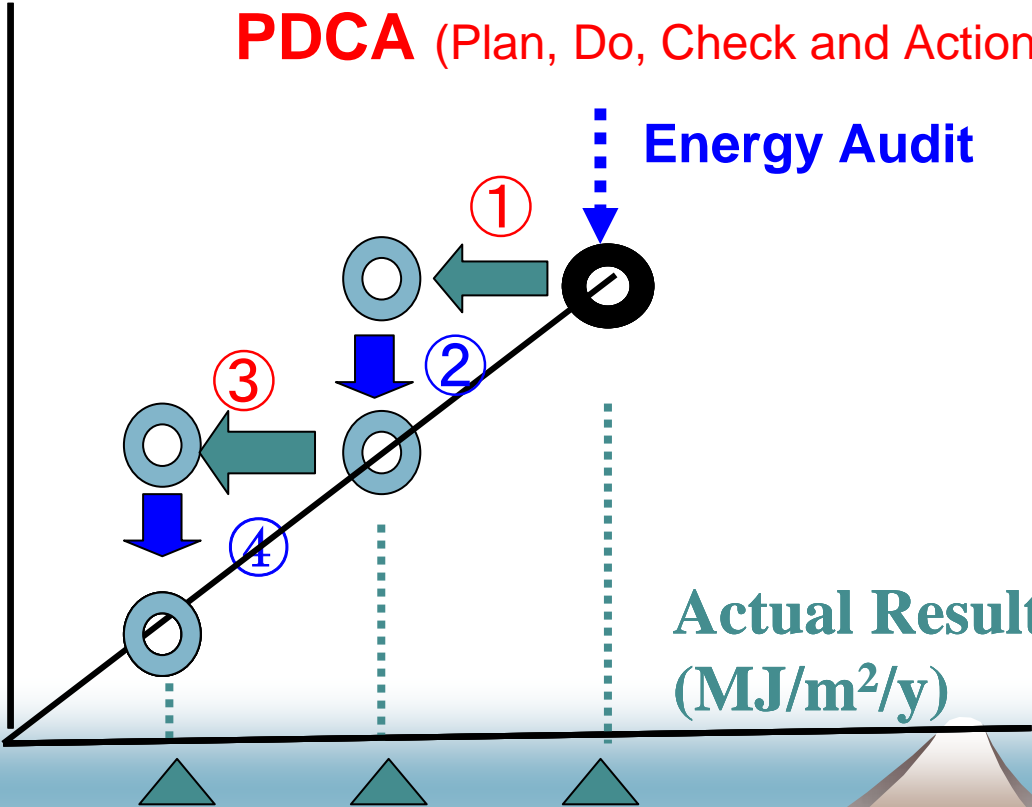 PDCA (Plan, Do, Check and Action
Energy Audit
①
②
③
④
Actual Result
(MJ/m²/y)